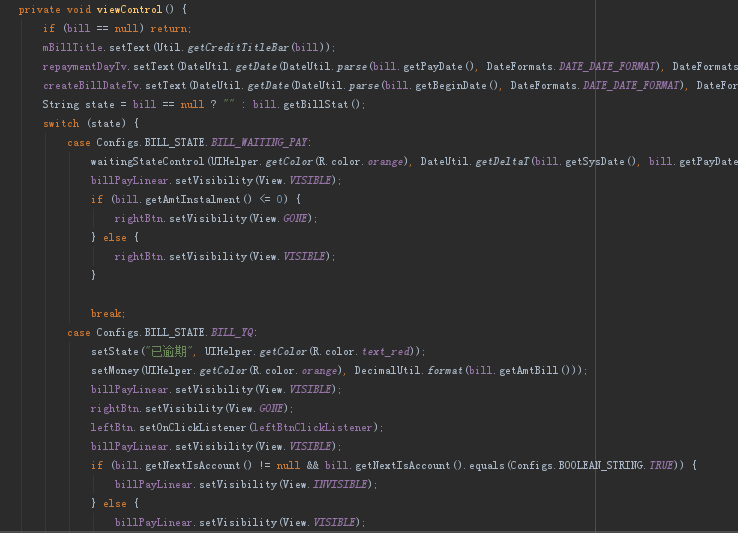 private void viewControl() {
if (bill == null) return;
mBillTitle.setText(Util.getCreditTitleBar(bill));
repaymentDayTv.setText(DateUtil.getDate(DateUtil.parse(bill.getPayDate(), DateFormats.DATE_DATE_FORMAT), DateFormats
createBillDateTv.setText(DateUtil.getDate(DateUtil.parse(bill.getBeginDate(), DateFormats.DATE_DATE_FORMAT), DateFor
String state = bill == null ? "" : bill.getBillStat();
switch (state) {
case Configs.BILL_STATE.BILL_WAITING_PAY:
waitingStateControl(UIHelper.getColor(R.color.orange), DateUtil.getDeltaT(bill.getSysDate(), bill.getPayDate
billPayLinear.setVisibility(View.VISIBLE);
if (bill.getAmtInstalment() <= 0) {
rightBtn.setVisibility(View.GONE);
} else {
rightBtn.setVisibility(View.VISIBLE);
}
break;
case Configs.BILL_STATE.BILL_YQ:
setState("已逾期", UIHelper.getColor(R.color.text_red));
setMoney(UIHelper.getColor(R.color.orange), DecimalUtil.format(bill.getAmtBill()));
billPayLinear.setVisibility(View.VISIBLE);
rightBtn.setVisibility(View.GONE);
leftBtn.setOnClickListener(leftBtnClickListener);
billPayLinear.setVisibility(View.VISIBLE);
if (bill.getNextIsAccount() != null && bill.getNextIsAccount().equals(Configs.BOOLEAN_STRING.TRUE)) {
billPayLinear.setVisibility(View.INVISIBLE);
} else {
billPayLinear.setVisibility(View.VISIBLE);